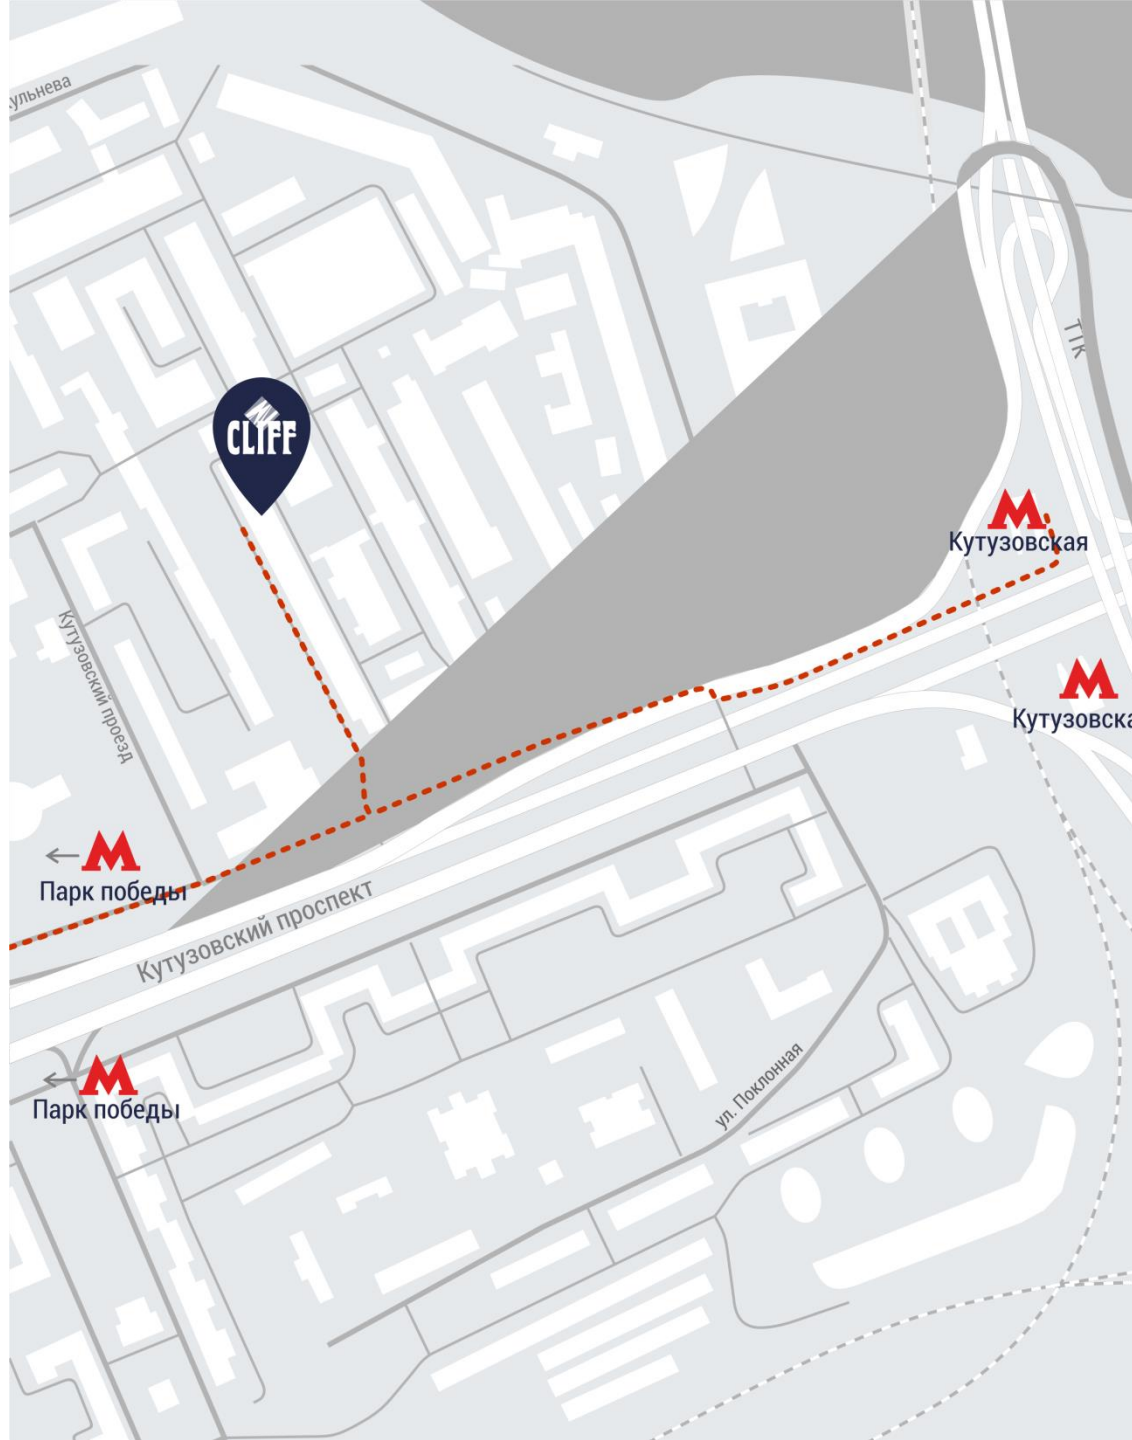 ульнева
ТТК
CLIFF
Кутузовская
Кутузовский проезд
Кутузовска
Парк победы
Кутузовский проспект
ул. Поклонная
Парк победы